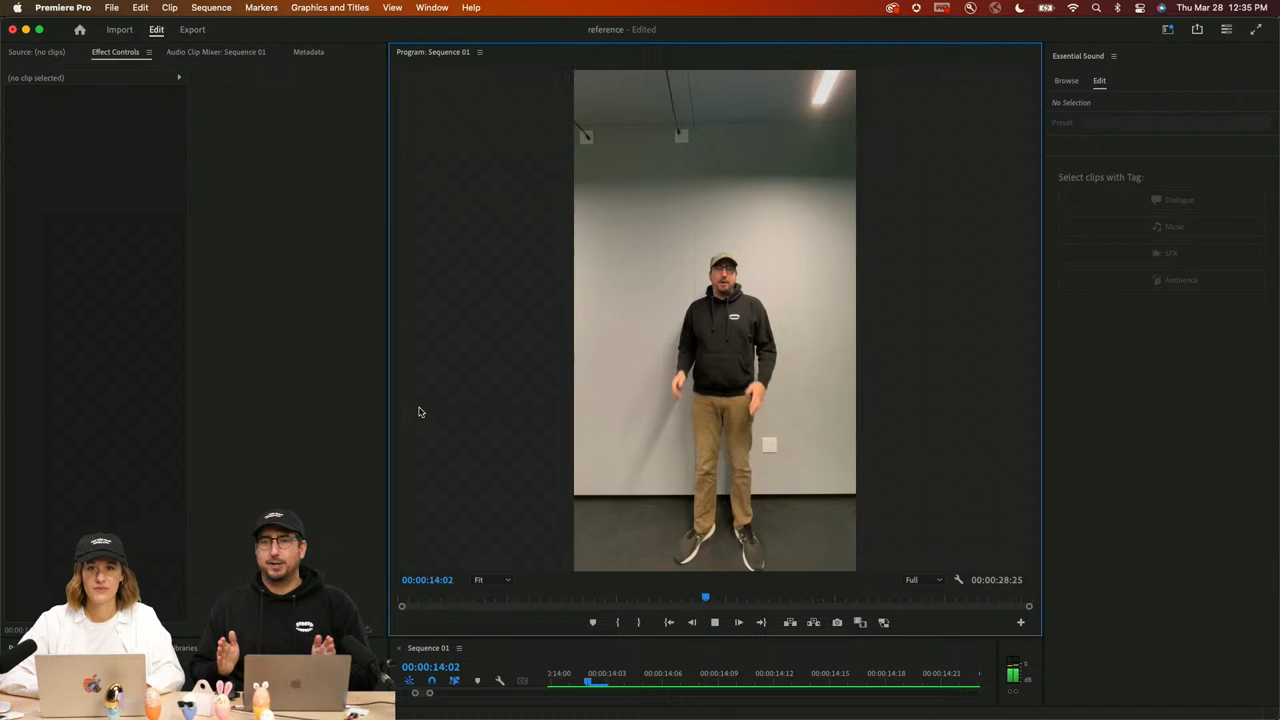 Premiere Pro File Edit Clip Sequence Markers Graphics and Titles View Window Help Thu Mar 28 12:35 PM
Import Edit Export reference - Edited
Source: (no clips) Effect Controls Audio Clip Mixer: Sequence 01 Metadata Program: Sequence 01 Essential Sound
(no clip selected)
Browse Edit
No Selection
Preset:
Select clips with Tag:
Dialogue
Music
SFX
Ambience
00:00:14:02 Fit Full 00:00:28:25
Sequence 01
00:00:14:02
00:00:14:03 00:00:14:06 00:00:14:09 00:00:14:12 00:00:14:15 00:00:14:18 00:00:14:21
0
dB